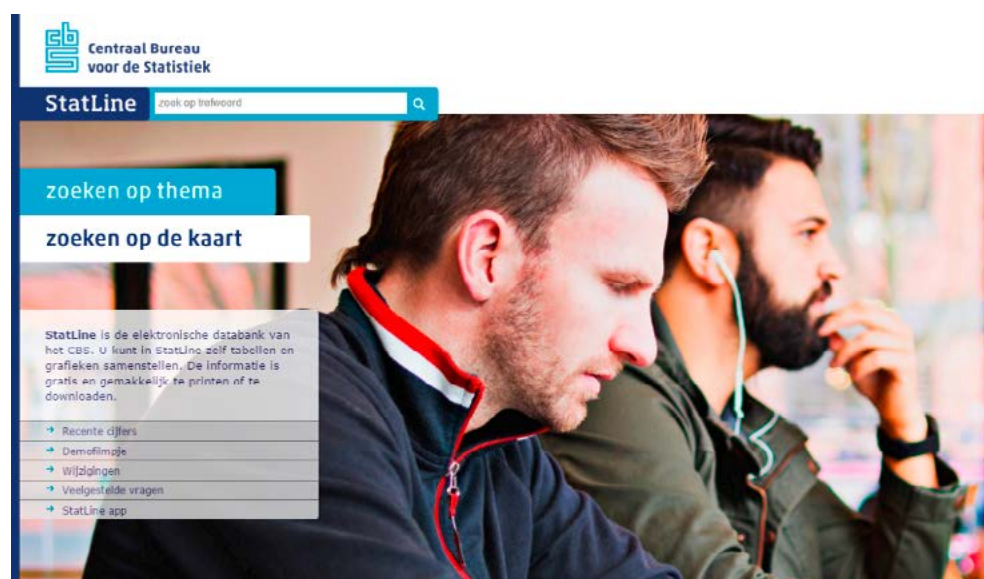 cb
Centraal Bureau
voor de Statistiek
StatLine
zoek op trefwoord
zoeken op thema
zoeken op de kaart
StatLine is de elektronische databank van
het CBS. U kunt in StatLine zelf tabellen en
grafieken samenstellen. De informatie is
gratis en gemakkelijk te printen of te
downloaden.
Recente cijfers
Demofilmpje
Wijzigingen
Veelgestelde vragen
StatLine app